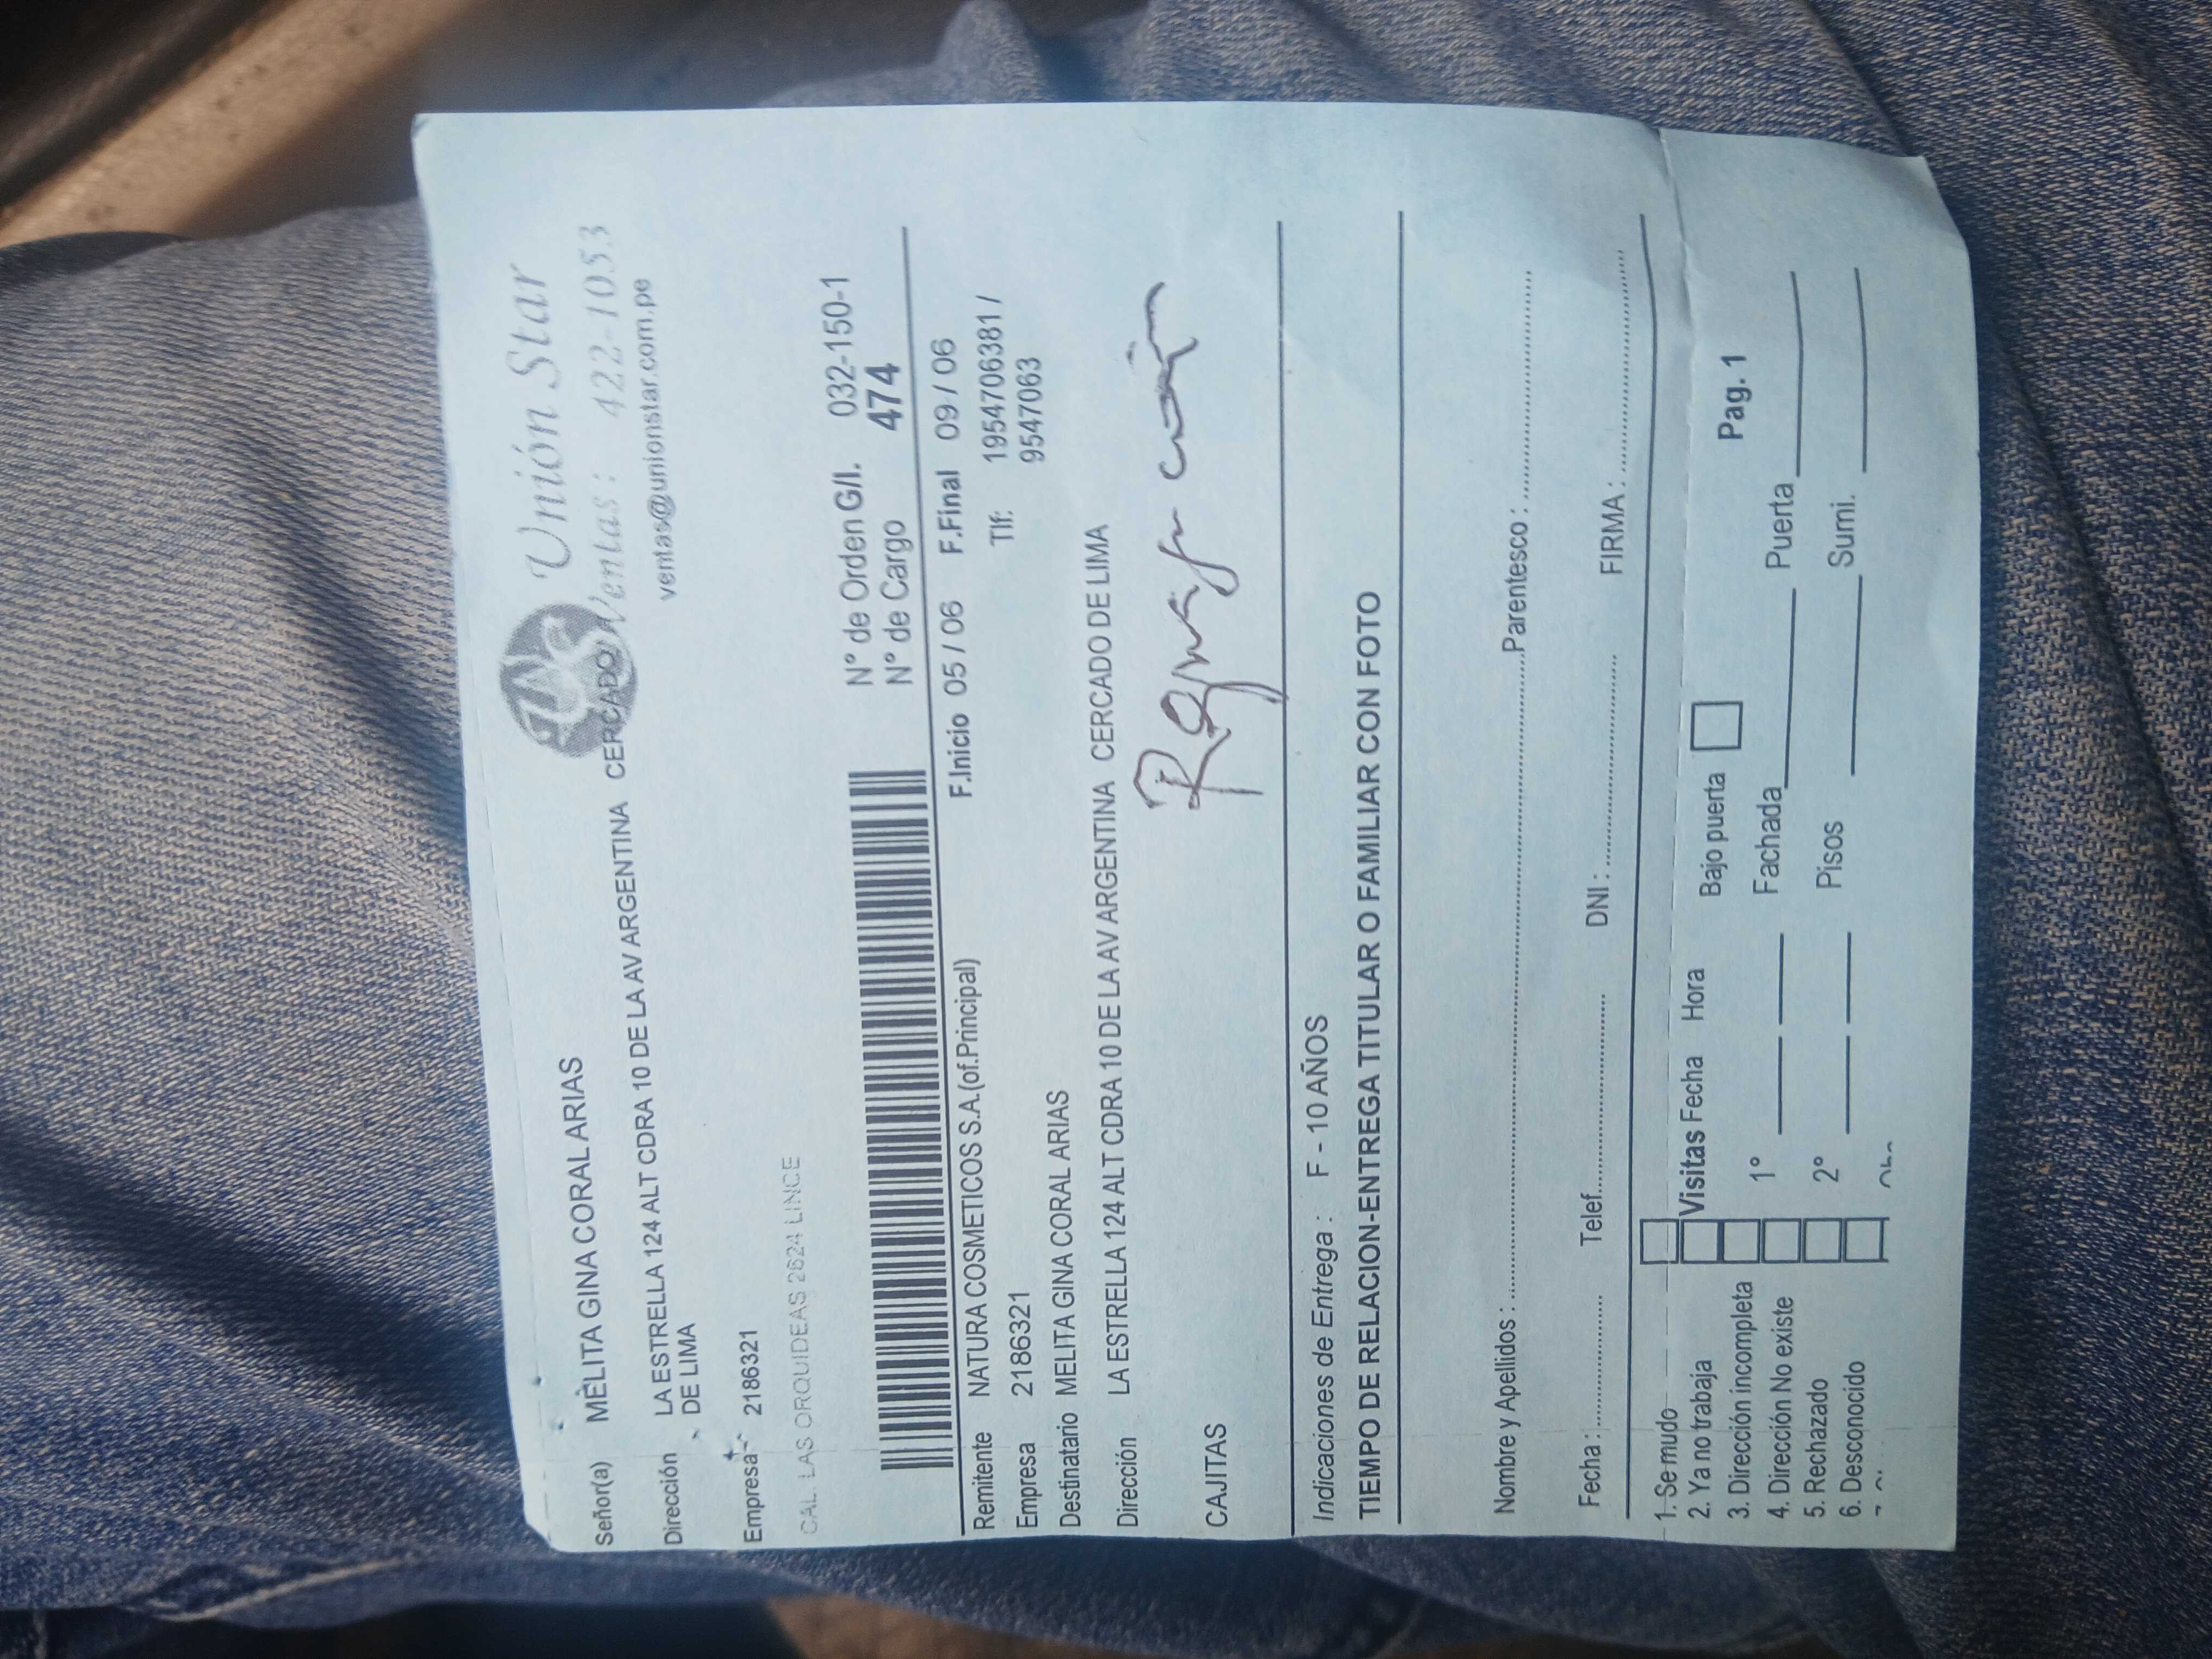 Unión Star
Ventas: 422-1053
ventas@unionstar.com.pe
Señor(a) MELITA GINA CORAL ARIAS
Dirección LA ESTRELLA 124 ALT CDRA 10 DE LA AV ARGENTINA CERCADO
DE LIMA
Empresa 2186321
CAL LAS ORQUIDEAS 2624 LINCE
N° de Orden G/I. 032-150-1
N° de Cargo 474
Remitente NATURA COSMETICOS S.A.(of.Principal) F.Inicio 05 / 06 F.Final 09 / 06
Empresa 2186321 Tlf: 1954706381 /
9547063
Destinatario MELITA GINA CORAL ARIAS
Dirección LA ESTRELLA 124 ALT CDRA 10 DE LA AV ARGENTINA CERCADO DE LIMA
CAJITAS
Indicaciones de Entrega : F - 10 AÑOS
TIEMPO DE RELACION-ENTREGA TITULAR O FAMILIAR CON FOTO
Nombre y Apellidos : Parentesco :
Fecha : Telef. DNI : FIRMA :
1. Se mudo
2. Ya no trabaja Visitas Fecha Hora Bajo puerta Pag. 1
3. Dirección incompleta
4. Dirección No existe 1° Fachada Puerta
5. Rechazado
6. Desconocido 2° Pisos Sumi.